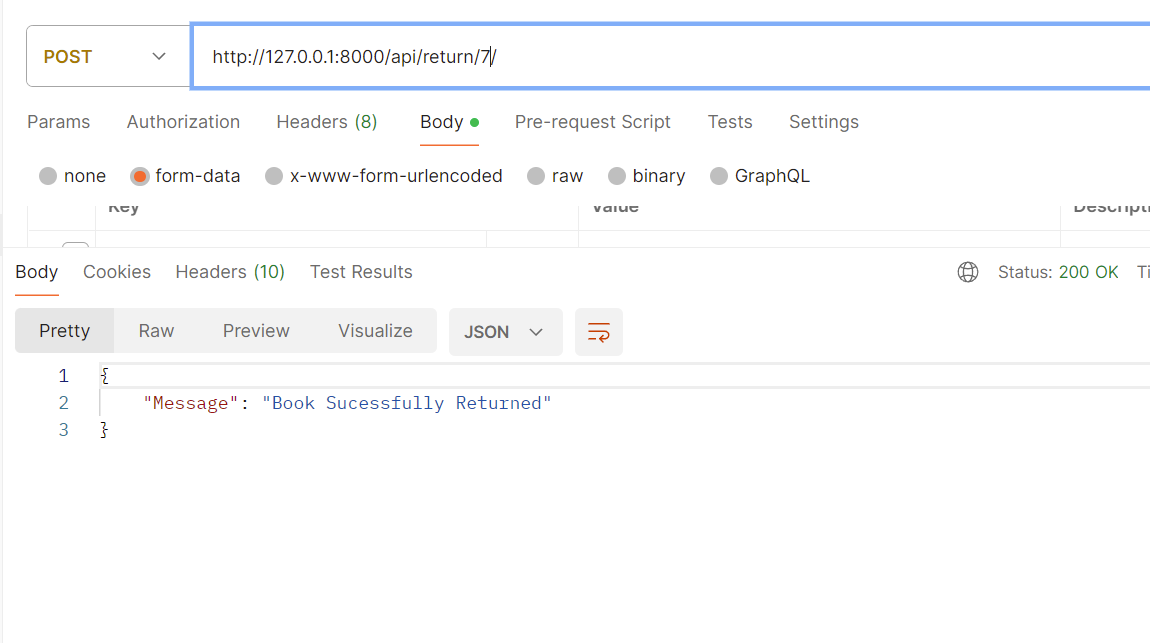 POST http://127.0.0.1:8000/api/return/7/
Params Authorization Headers (8) Body Pre-request Script Tests Settings
none form-data x-www-form-urlencoded raw binary GraphQL
Key Value Descripti
Body Cookies Headers (10) Test Results Status: 200 OK Ti
Pretty Raw Preview Visualize JSON
1 {
2 "Message": "Book Sucessfully Returned"
3 }